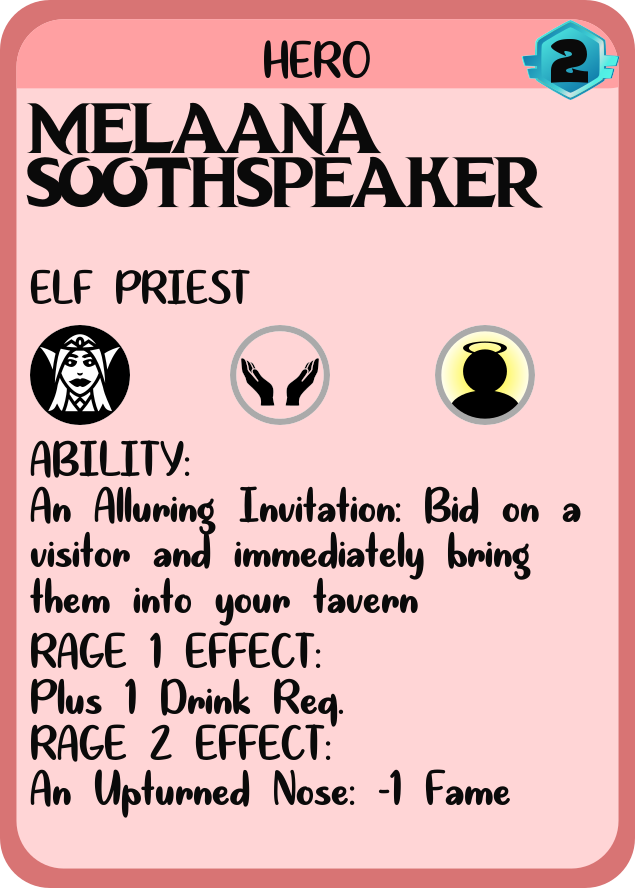 HERO
2
MELAANA
SOOTHSPEAKER
ELF PRIEST
ABILITY:
An Alluring Invitation: Bid on a
visitor and immediately bring
them into your tavern
RAGE 1 EFFECT:
Plus 1 Drink Req.
RAGE 2 EFFECT:
An Upturned Nose: -1 Fame